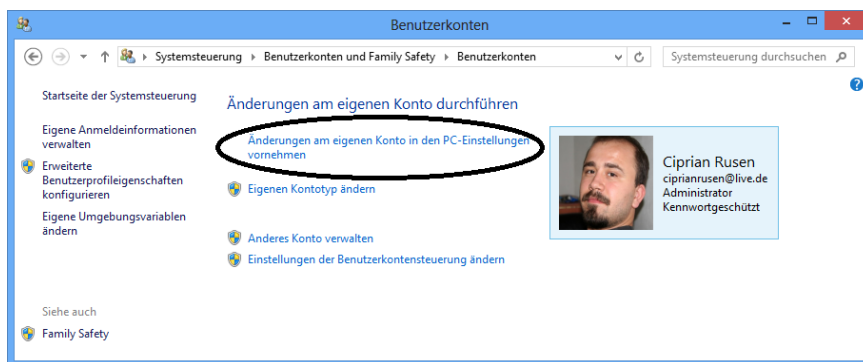 Benutzerkonten
Systemsteuerung Benutzerkonten und Family Safety Benutzerkonten
Systemsteuerung durchsuchen
Startseite der Systemsteuerung
Eigene Anmeldeinformationen
verwalten
Erweiterte
Benutzerprofileigenschaften
konfigurieren
Eigene Umgebungsvariablen
ändern
Siehe auch
Family Safety
Änderungen am eigenen Konto durchführen
Änderungen am eigenen Konto in den PC-Einstellungen
vornehmen
Eigenen Kontotyp ändern
Anderes Konto verwalten
Einstellungen der Benutzerkontensteuerung ändern
Ciprian Rusen
ciprianrusen@live.de
Administrator
Kennwortgeschützt